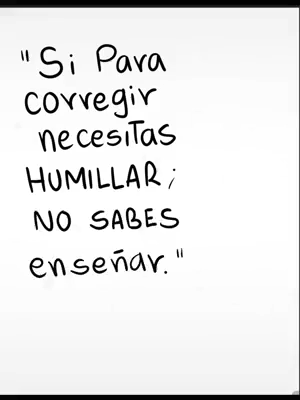 "Si Para
corregir
necesitas
HUMILLAR;
NO SABES
enseñar."